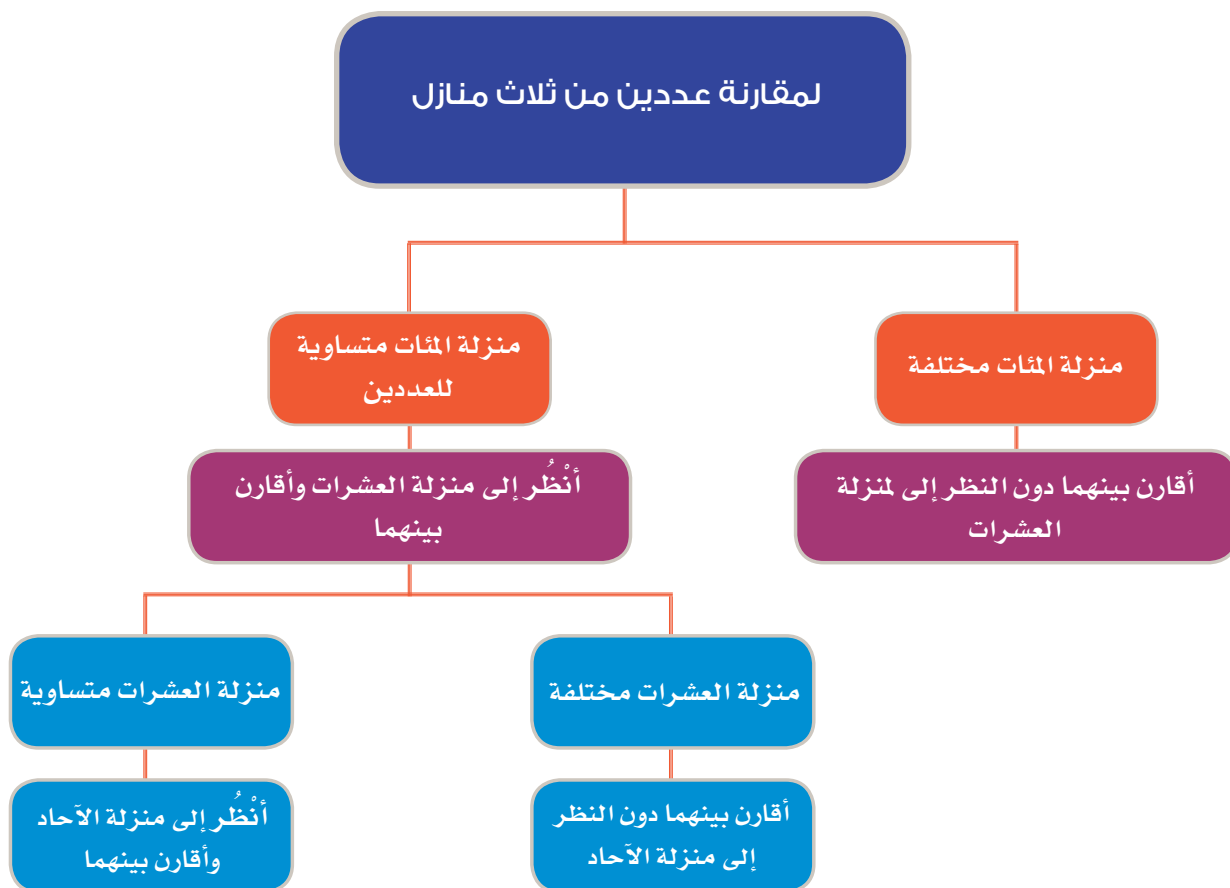 لمقارنة عددين من ثلاث منازل
منزلة المئات مختلفة
منزلة المئات متساوية
للعددين
أقارن بينهما دون النظر إلى لمنزلة
العشرات
أنْظُر إلى منزلة العشرات وأقارن
بينهما
منزلة العشرات مختلفة
منزلة العشرات متساوية
أقارن بينهما دون النظر
إلى منزلة الآحاد
أنْظُر إلى منزلة الآحاد
وأقارن بينهما